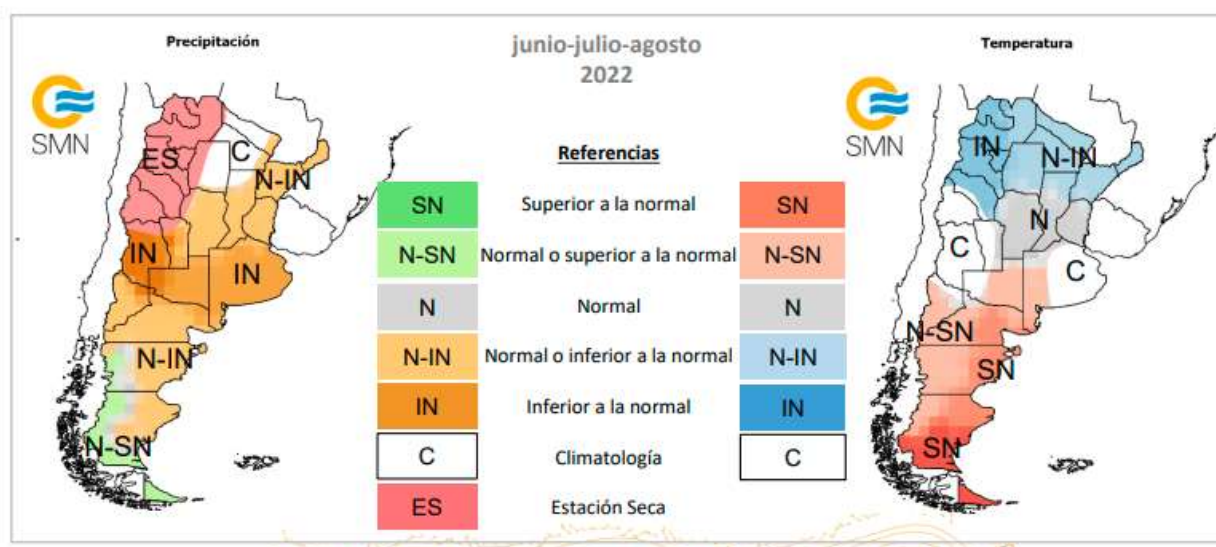 Precipitación
junio-julio-agosto
2022
Temperatura
SMN
SMN
ES
C
N-IN
IN
IN
N-IN
N-SN
Referencias
SN Superior a la normal SN
N-SN Normal o superior a la normal N-SN
N Normal N
N-IN Normal o inferior a la normal N-IN
IN Inferior a la normal IN
C Climatología C
ES Estación Seca
IN
N-IN
N
C
C
N-SN
SN
SN